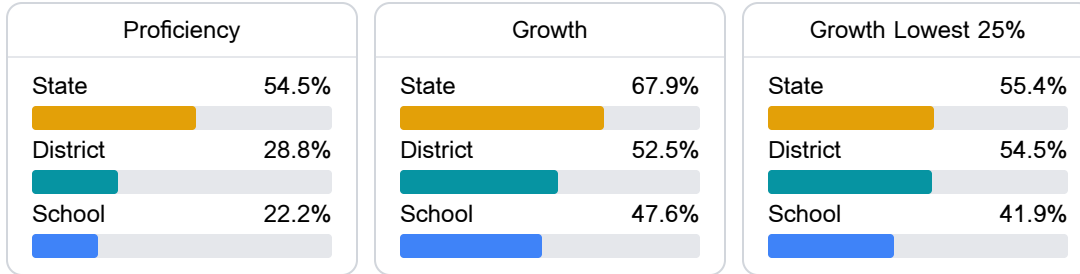 Proficiency
State 54.5%
District 28.8%
School 22.2%
Growth
State 67.9%
District 52.5%
School 47.6%
Growth Lowest 25%
State 55.4%
District 54.5%
School 41.9%